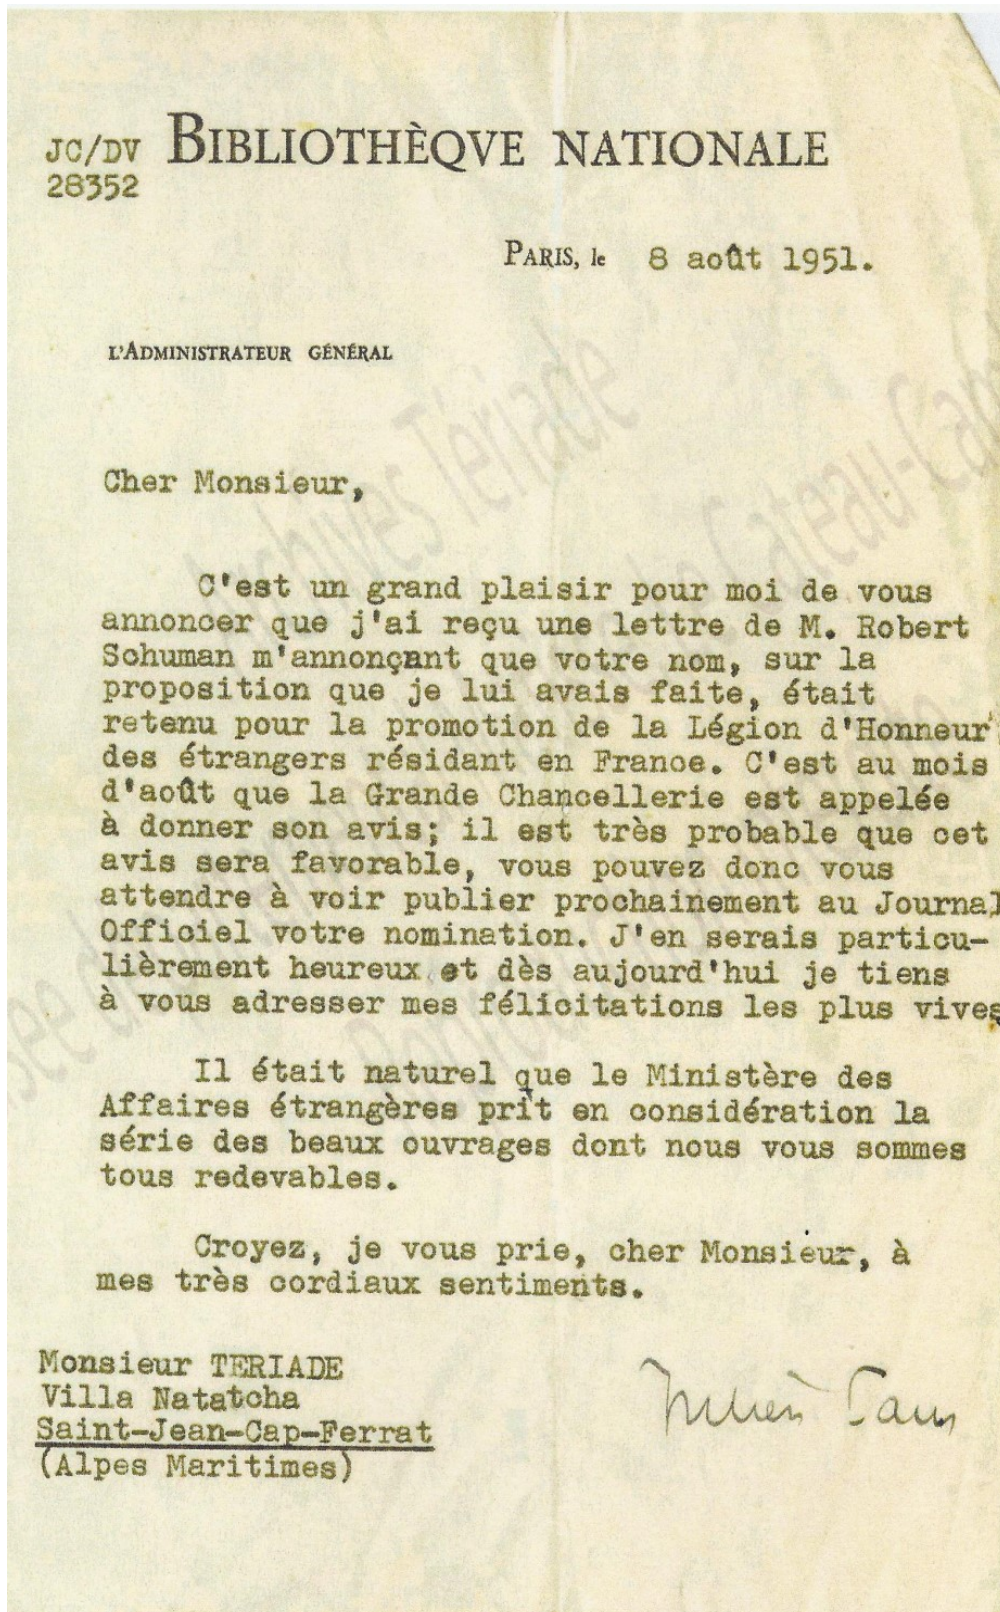 JC/DV BIBLIOTHÈQVE NATIONALE
28352
PARIS, le 8 août 1951.
L'ADMINISTRATEUR GÉNÉRAL
Cher Monsieur,
C'est un grand plaisir pour moi de vous
annoncer que j'ai reçu une lettre de M. Robert
Schuman m'annonçant que votre nom, sur la
proposition que je lui avais faite, était
retenu pour la promotion de la Légion d'Honneur
des étrangers résidant en France. C'est au mois
d'août que la Grande Chancellerie est appelée
à donner son avis; il est très probable que cet
avis sera favorable, vous pouvez donc vous
attendre à voir publier prochainement au Journal
Officiel votre nomination. J'en serais particu-
lièrement heureux et dès aujourd'hui je tiens
à vous adresser mes félicitations les plus vives
Il était naturel que le Ministère des
Affaires étrangères prît en considération la
série des beaux ouvrages dont nous vous sommes
tous redevables.
Croyez, je vous prie, cher Monsieur, à
mes très cordiaux sentiments.
Monsieur TERIADE
Villa Natatcha
Saint-Jean-Cap-Ferrat
(Alpes Maritimes)
Julien Cain
Archives Tériade